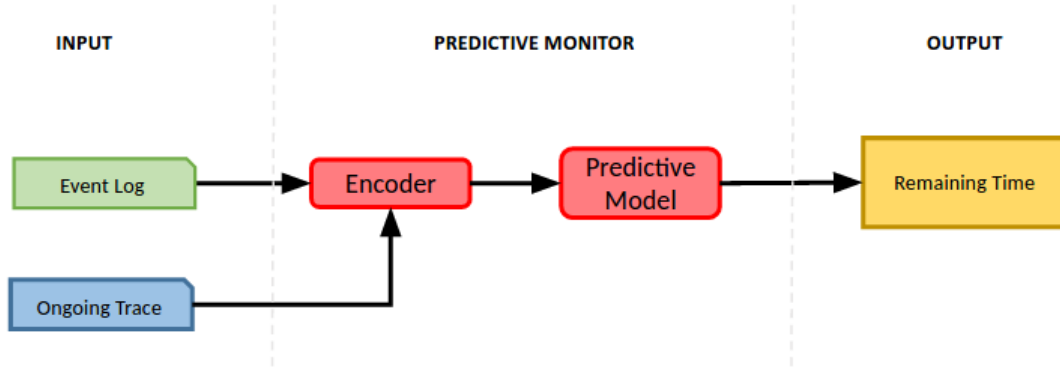 INPUT
PREDICTIVE MONITOR
OUTPUT
Event Log
Encoder
Predictive
Model
Remaining Time
Ongoing Trace